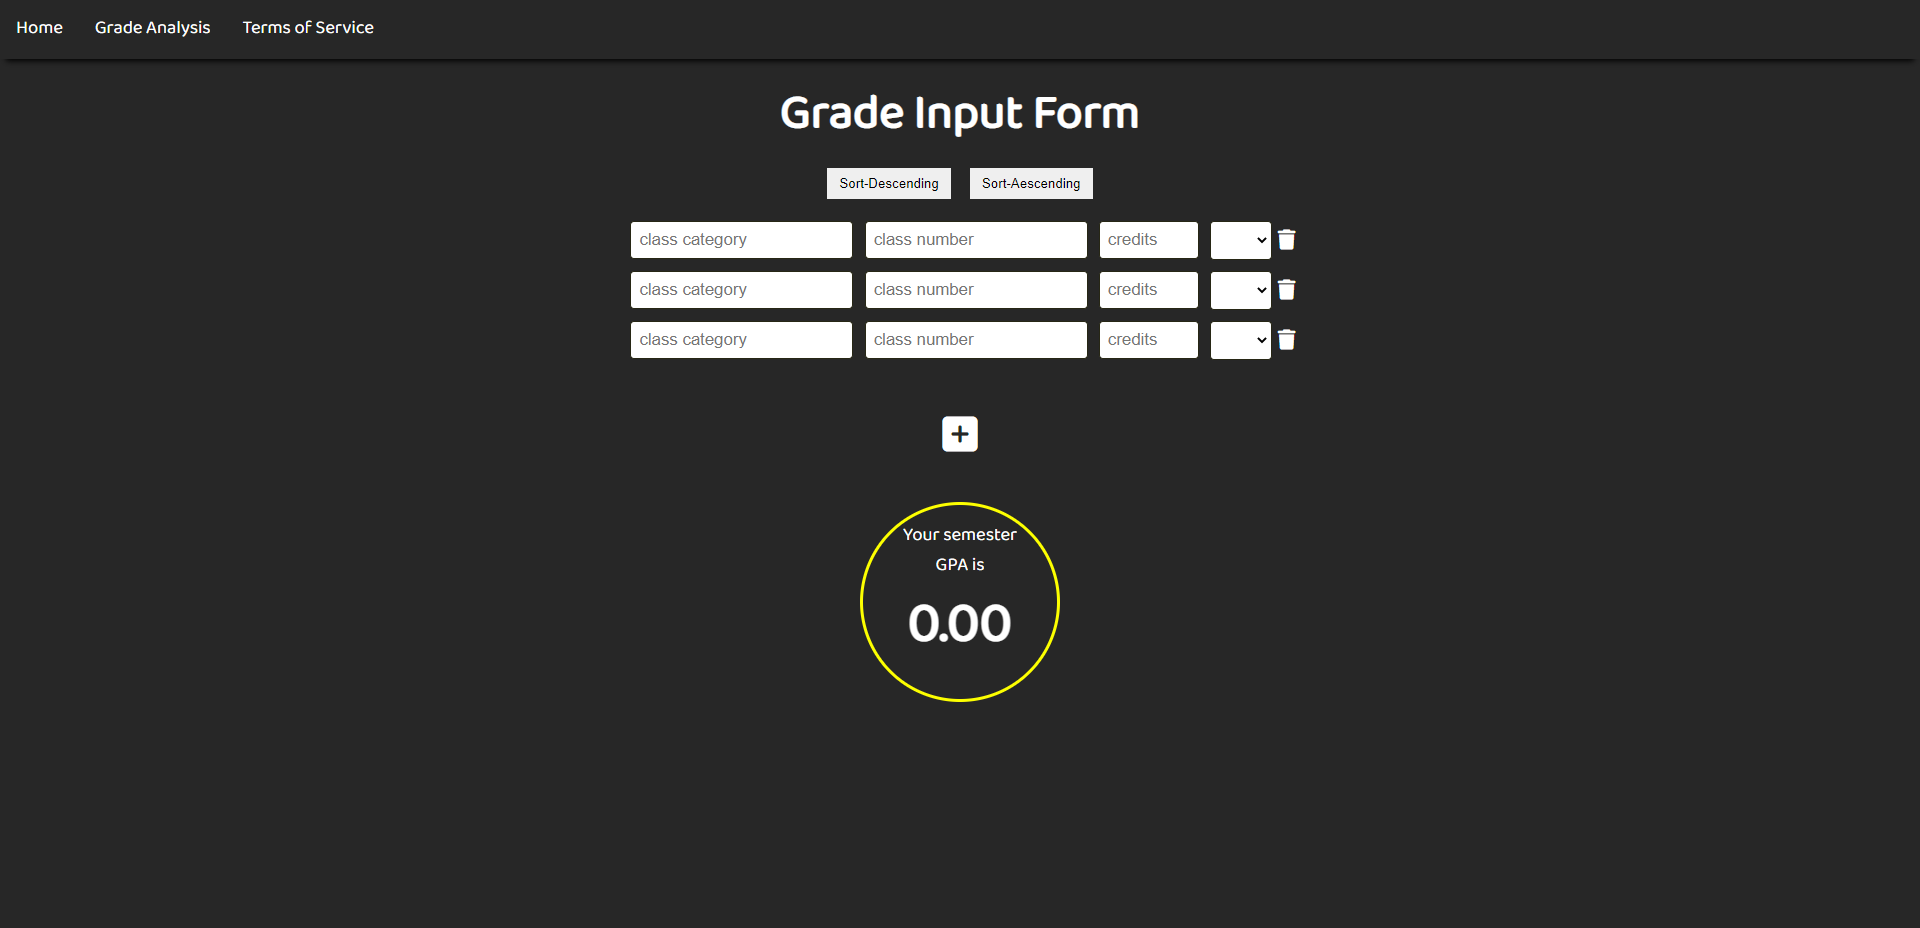 Home Grade Analysis Terms of Service
Grade Input Form
Sort-Descending Sort-Aescending
class category class number credits
class category class number credits
class category class number credits
Your semester
GPA is
0.00